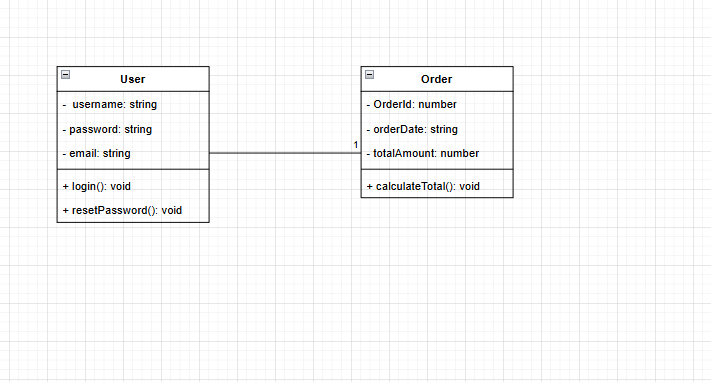 User
- username: string
- password: string
- email: string
+ login(): void
+ resetPassword(): void
1
Order
- OrderId: number
- orderDate: string
- totalAmount: number
+ calculateTotal(): void